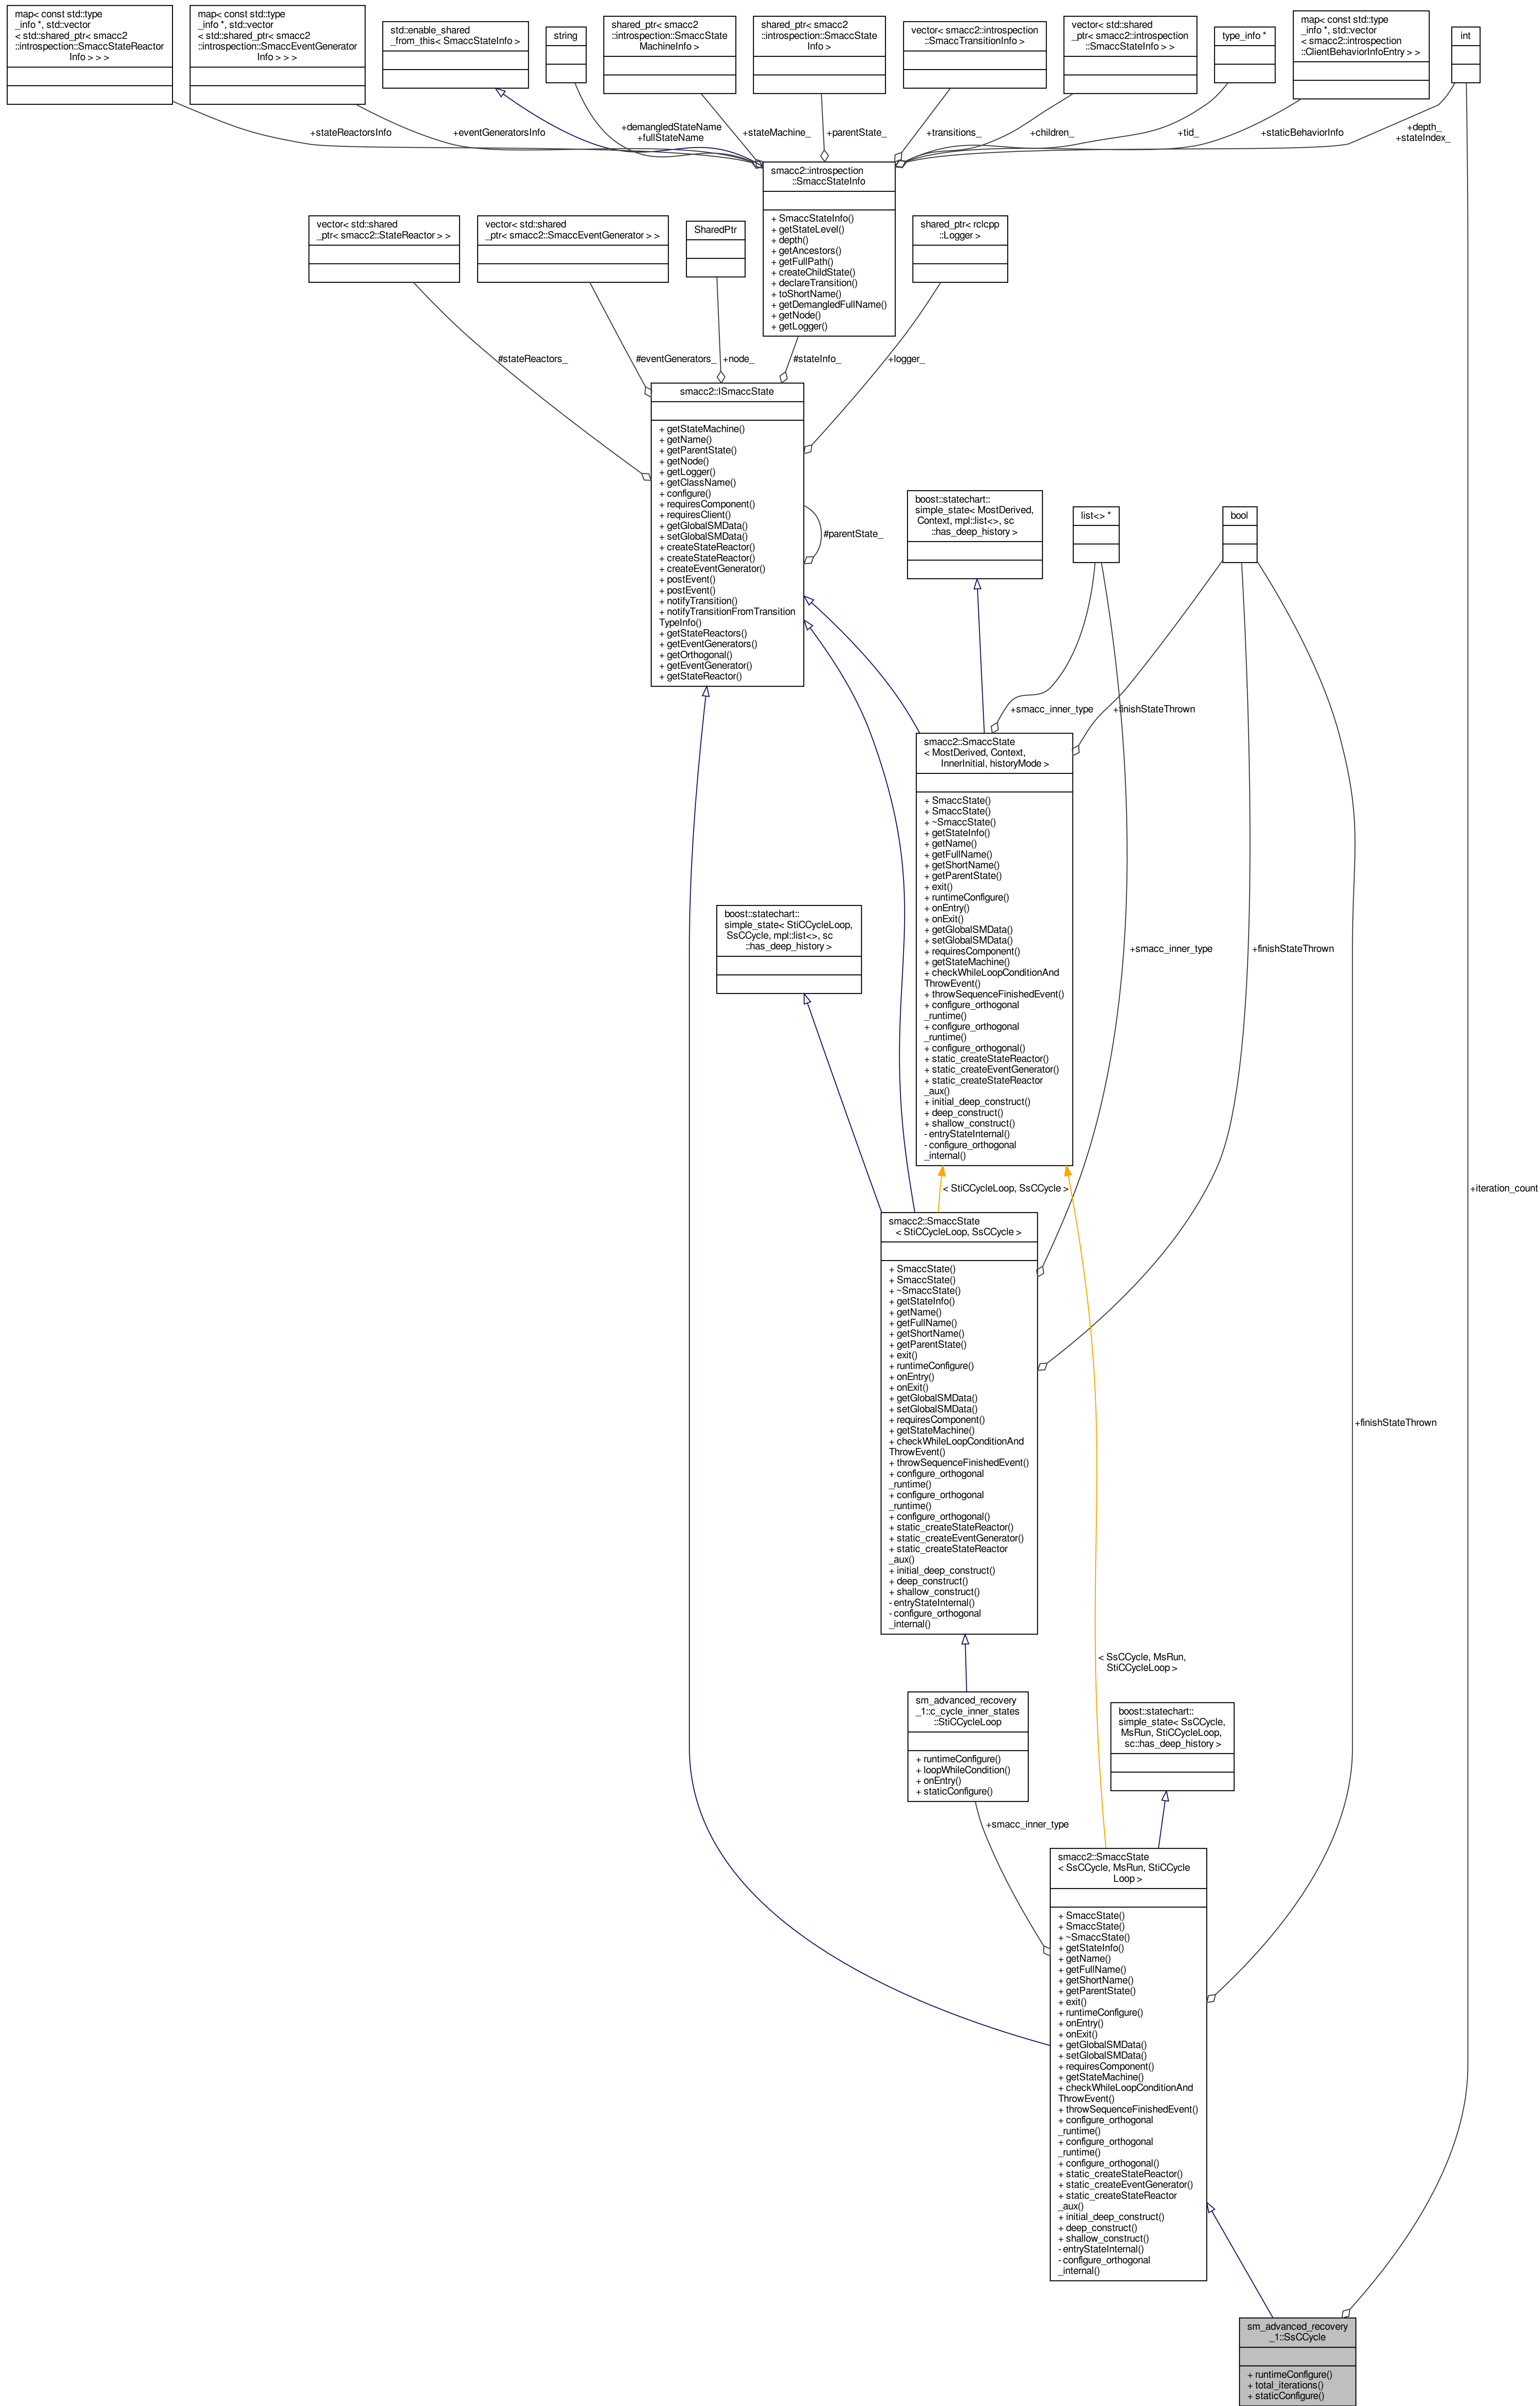 map< const std::type
_info *, std::vector
< std::shared_ptr< smacc2
::introspection::SmaccStateReactor
Info > > >
map< const std::type
_info *, std::vector
< std::shared_ptr< smacc2
::introspection::SmaccEventGenerator
Info > > >
std::enable_shared
_from_this< SmaccStateInfo >
string
shared_ptr< smacc2
::introspection::SmaccState
MachineInfo >
shared_ptr< smacc2
::introspection::SmaccState
Info >
vector< smacc2::introspection
::SmaccTransitionInfo >
vector< std::shared
_ptr< smacc2::introspection
::SmaccStateInfo > >
type_info *
map< const std::type
_info *, std::vector
< smacc2::introspection
::ClientBehaviorInfoEntry > >
int
+stateReactorsInfo
+eventGeneratorsInfo
+demangledStateName
+fullStateName
+stateMachine_
+parentState_
+transitions_
+children_
+tid_
+staticBehaviorInfo
+depth_
+stateIndex_
smacc2::introspection
::SmaccStateInfo
+ SmaccStateInfo()
+ getStateLevel()
+ depth()
+ getAncestors()
+ getFullPath()
+ createChildState()
+ declareTransition()
+ toShortName()
+ getDemangledFullName()
+ getNode()
+ getLogger()
vector< std::shared
_ptr< smacc2::StateReactor > >
vector< std::shared
_ptr< smacc2::SmaccEventGenerator > >
SharedPtr
shared_ptr< rclcpp
::Logger >
#stateReactors_
#eventGenerators_
+node_
#stateInfo_
+logger_
smacc2::ISmaccState
+ getStateMachine()
+ getName()
+ getParentState()
+ getNode()
+ getLogger()
+ getClassName()
+ configure()
+ requiresComponent()
+ requiresClient()
+ getGlobalSMData()
+ setGlobalSMData()
+ createStateReactor()
+ createStateReactor()
+ createEventGenerator()
+ postEvent()
+ postEvent()
+ notifyTransition()
+ notifyTransitionFromTransition
TypeInfo()
+ getStateReactors()
+ getEventGenerators()
+ getOrthogonal()
+ getEventGenerator()
+ getStateReactor()
#parentState_
boost::statechart::
simple_state< MostDerived,
Context, mpl::list<>, sc
::has_deep_history >
list<> *
bool
+smacc_inner_type
+finishStateThrown
smacc2::SmaccState
< MostDerived, Context,
InnerInitial, historyMode >
+ SmaccState()
+ SmaccState()
+ ~SmaccState()
+ getStateInfo()
+ getName()
+ getFullName()
+ getShortName()
+ getParentState()
+ exit()
+ runtimeConfigure()
+ onEntry()
+ onExit()
+ getGlobalSMData()
+ setGlobalSMData()
+ requiresComponent()
+ getStateMachine()
+ checkWhileLoopConditionAnd
ThrowEvent()
+ throwSequenceFinishedEvent()
+ configure_orthogonal
_runtime()
+ configure_orthogonal
_runtime()
+ configure_orthogonal()
+ static_createStateReactor()
+ static_createEventGenerator()
+ static_createStateReactor
_aux()
+ initial_deep_construct()
+ deep_construct()
+ shallow_construct()
- entryStateInternal()
- configure_orthogonal
_internal()
boost::statechart::
simple_state< StiCCycleLoop,
SsCCycle, mpl::list<>, sc
::has_deep_history >
+smacc_inner_type
+finishStateThrown
< StiCCycleLoop, SsCCycle >
+iteration_count
smacc2::SmaccState
< StiCCycleLoop, SsCCycle >
+ SmaccState()
+ SmaccState()
+ ~SmaccState()
+ getStateInfo()
+ getName()
+ getFullName()
+ getShortName()
+ getParentState()
+ exit()
+ runtimeConfigure()
+ onEntry()
+ onExit()
+ getGlobalSMData()
+ setGlobalSMData()
+ requiresComponent()
+ getStateMachine()
+ checkWhileLoopConditionAnd
ThrowEvent()
+ throwSequenceFinishedEvent()
+ configure_orthogonal
_runtime()
+ configure_orthogonal
_runtime()
+ configure_orthogonal()
+ static_createStateReactor()
+ static_createEventGenerator()
+ static_createStateReactor
_aux()
+ initial_deep_construct()
+ deep_construct()
+ shallow_construct()
- entryStateInternal()
- configure_orthogonal
_internal()
+finishStateThrown
< SsCCycle, MsRun,
StiCCycleLoop >
sm_advanced_recovery
_1::c_cycle_inner_states
::StiCCycleLoop
+ runtimeConfigure()
+ loopWhileCondition()
+ onEntry()
+ staticConfigure()
boost::statechart::
simple_state< SsCCycle,
MsRun, StiCCycleLoop,
sc::has_deep_history >
+smacc_inner_type
smacc2::SmaccState
< SsCCycle, MsRun, StiCCycle
Loop >
+ SmaccState()
+ SmaccState()
+ ~SmaccState()
+ getStateInfo()
+ getName()
+ getFullName()
+ getShortName()
+ getParentState()
+ exit()
+ runtimeConfigure()
+ onEntry()
+ onExit()
+ getGlobalSMData()
+ setGlobalSMData()
+ requiresComponent()
+ getStateMachine()
+ checkWhileLoopConditionAnd
ThrowEvent()
+ throwSequenceFinishedEvent()
+ configure_orthogonal
_runtime()
+ configure_orthogonal
_runtime()
+ configure_orthogonal()
+ static_createStateReactor()
+ static_createEventGenerator()
+ static_createStateReactor
_aux()
+ initial_deep_construct()
+ deep_construct()
+ shallow_construct()
- entryStateInternal()
- configure_orthogonal
_internal()
sm_advanced_recovery
_1::SsCCycle
+ runtimeConfigure()
+ total_iterations()
+ staticConfigure()